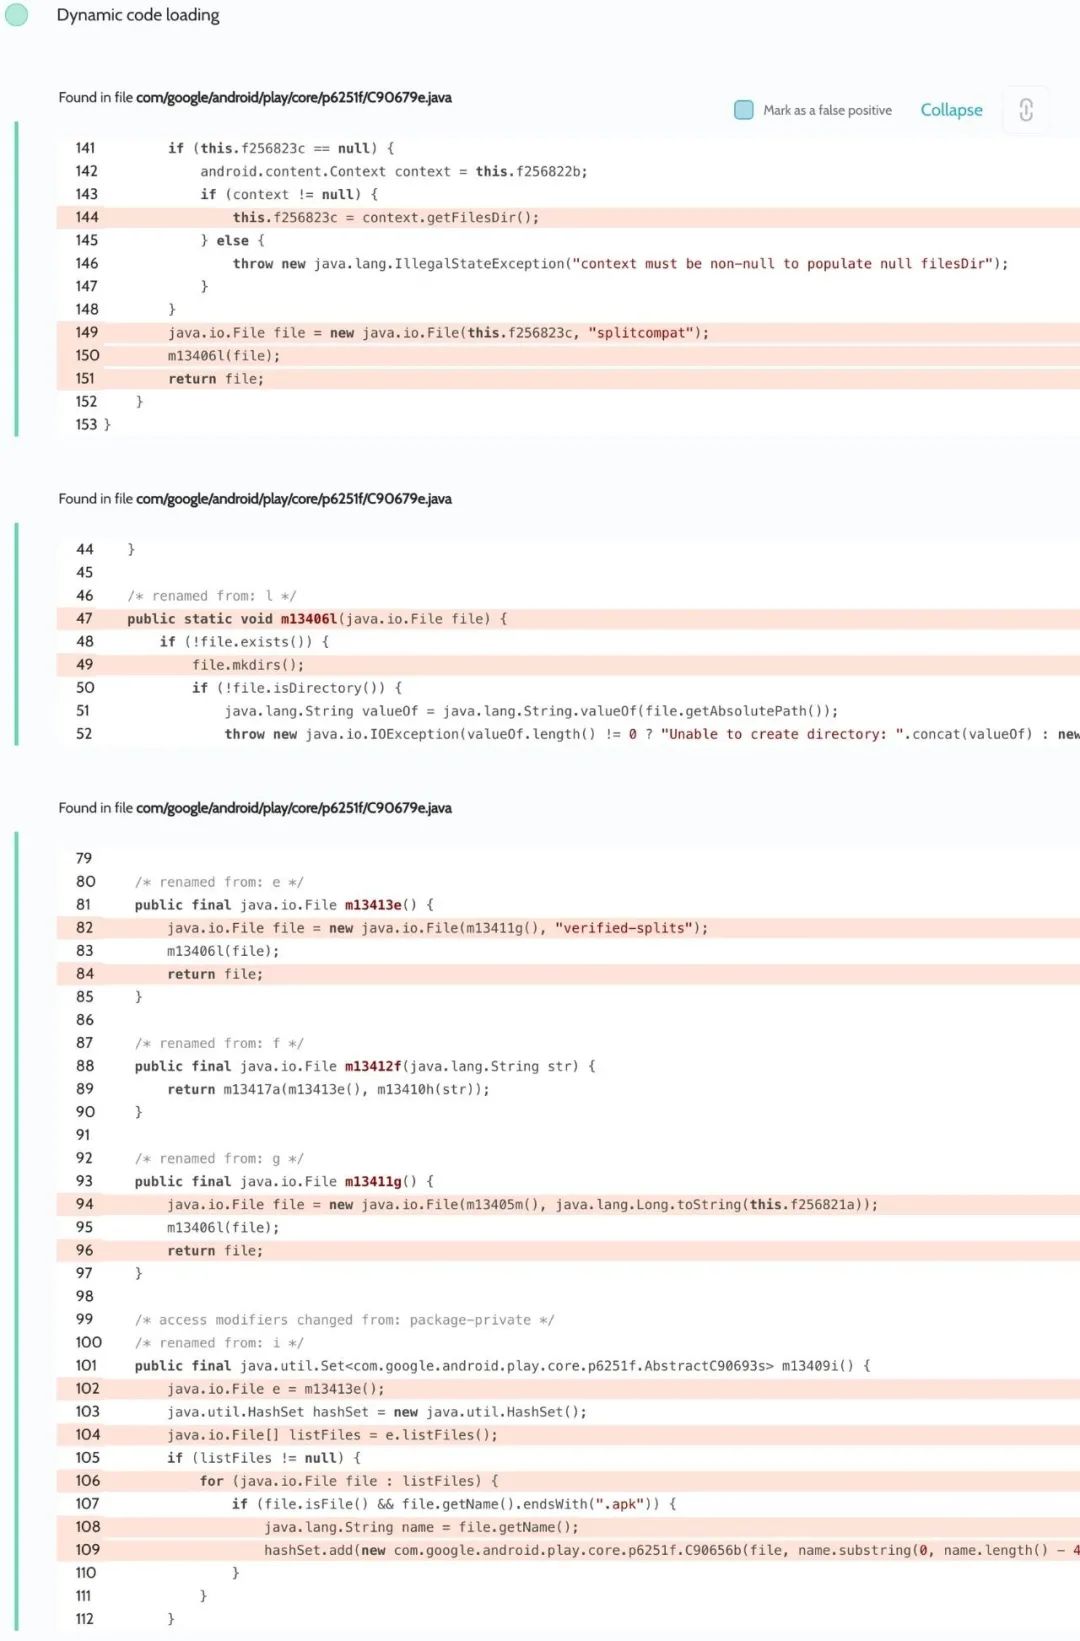 Dynamic code loading
Found in file com/google/android/play/core/p6251f/C90679e.java
Mark as a false positive Collapse
141 if (this.f256823c == null) {
142 android.content.Context context = this.f256822b;
143 if (context != null) {
144 this.f256823c = context.getFilesDir();
145 } else {
146 throw new java.lang.IllegalStateException("context must be non-null to populate null filesDir");
147 }
148 }
149 java.io.File file = new java.io.File(this.f256823c, "splitcompat");
150 m13406l(file);
151 return file;
152 }
153 }
Found in file com/google/android/play/core/p6251f/C90679e.java
44 }
45
46 /* renamed from: l */
47 public static void m13406l(java.io.File file) {
48 if (!file.exists()) {
49 file.mkdirs();
50 if (!file.isDirectory()) {
51 java.lang.String valueOf = java.lang.String.valueOf(file.getAbsolutePath());
52 throw new java.io.IOException(valueOf.length() != 0 ? "Unable to create directory: ".concat(valueOf) : new
Found in file com/google/android/play/core/p6251f/C90679e.java
79
80 /* renamed from: e */
81 public final java.io.File m13413e() {
82 java.io.File file = new java.io.File(m13411g(), "verified-splits");
83 m13406l(file);
84 return file;
85 }
86
87 /* renamed from: f */
88 public final java.io.File m13412f(java.lang.String str) {
89 return m13417a(m13413e(), m13410h(str));
90 }
91
92 /* renamed from: g */
93 public final java.io.File m13411g() {
94 java.io.File file = new java.io.File(m13405m(), java.lang.Long.toString(this.f256821a));
95 m13406l(file);
96 return file;
97 }
98
99 /* access modifiers changed from: package-private */
100 /* renamed from: i */
101 public final java.util.Set<com.google.android.play.core.p6251f.AbstractC90693s> m13409i() {
102 java.io.File e = m13413e();
103 java.util.HashSet hashSet = new java.util.HashSet();
104 java.io.File[] listFiles = e.listFiles();
105 if (listFiles != null) {
106 for (java.io.File file : listFiles) {
107 if (file.isFile() && file.getName().endsWith(".apk")) {
108 java.lang.String name = file.getName();
109 hashSet.add(new com.google.android.play.core.p6251f.C90656b(file, name.substring(0, name.length() - 4
110 }
111 }
112 }